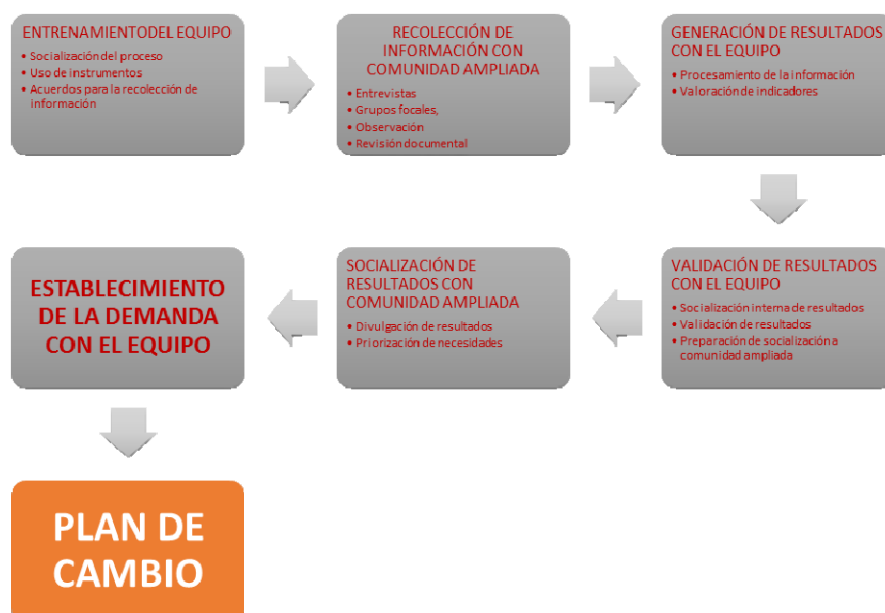 ENTRENAMIENTODEL EQUIPO
• Socialización del proceso
• Uso de instrumentos
• Acuerdos para la recolección de
información
RECOLECCIÓN DE
INFORMACIÓN CON
COMUNIDAD AMPLIADA
• Entrevistas
• Grupos focales,
• Observación
• Revisión documental
GENERACIÓN DE RESULTADOS
CON EL EQUIPO
• Procesamiento de la información
• Valoración de indicadores
VALIDACIÓN DE RESULTADOS
CON EL EQUIPO
• Socialización interna de resultados
• Validación de resultados
• Preparación de socialización a
comunidad ampliada
SOCIALIZACIÓN DE
RESULTADOS CON
COMUNIDAD AMPLIADA
• Divulgación de resultados
• Priorización de necesidades
ESTABLECIMIENTO
DE LA DEMANDA
CON EL EQUIPO
PLAN DE
CAMBIO